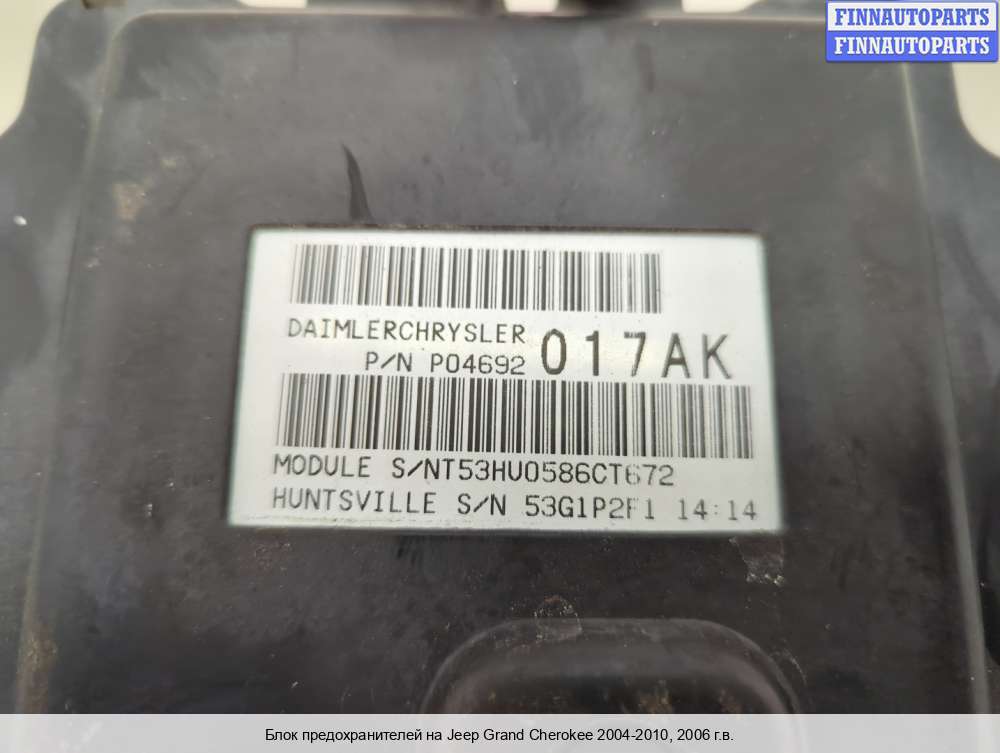 FINNAUTOPARTS
FINNAUTOPARTS
DAIMLERCHRYSLER
P/N P04692 017AK
MODULE S/NT53HU0586CT672
HUNTSVILLE S/N 53G1P2F1 14:14
Блок предохранителей на Jeep Grand Cherokee 2004-2010, 2006 г.в.